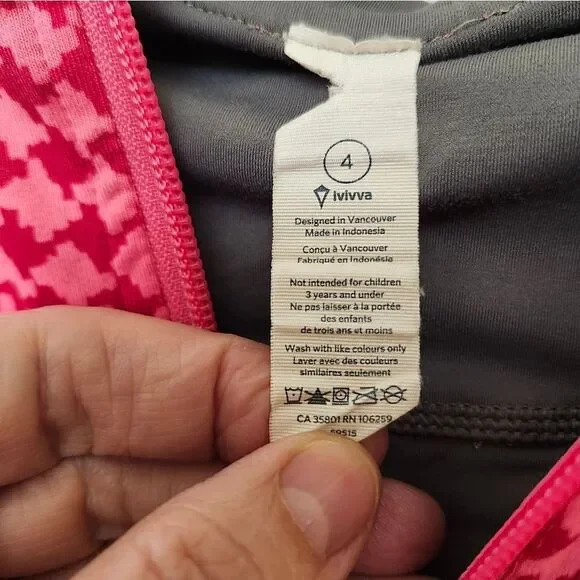 4
ivivva
Designed in Vancouver
Made in Indonesia
Conçu à Vancouver
Fabriqué en Indonésie
Not intended for children
3 years and under
Ne pas laisser à la portée
des enfants
de trois ans et moins
Wash with like colours only
Laver avec des couleurs
similaires seulement
CA 35801 RN 106259
59515